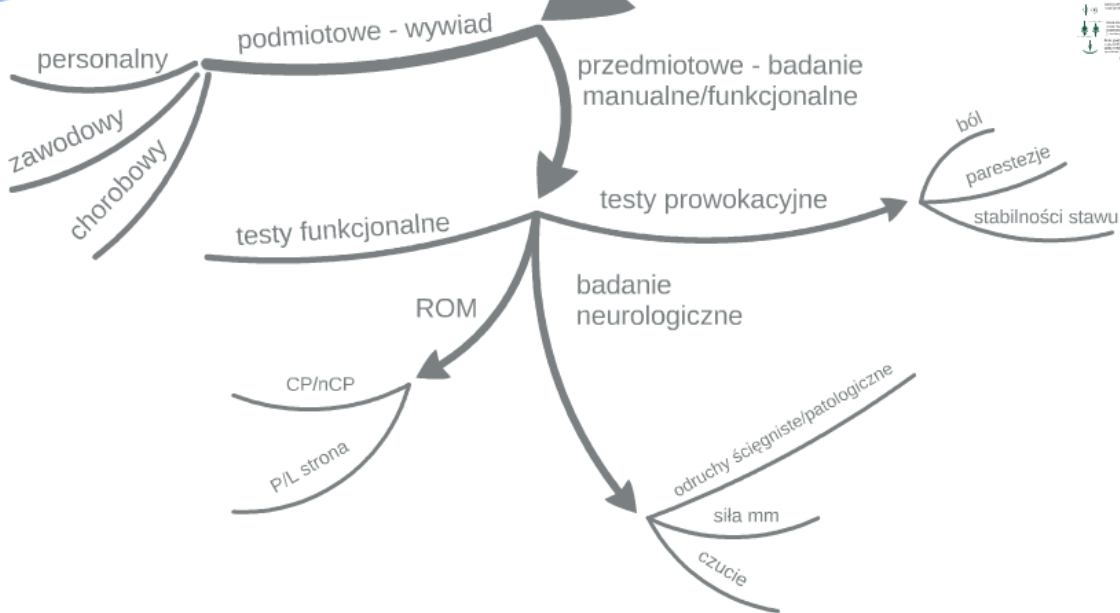 podmiotowe - wywiad
personalny
zawodowy
chorobowy
przedmiotowe - badanie
manualne/funkcjonalne
testy funkcjonalne
testy prowokacyjne
ból
parestezje
stabilności stawu
ROM
CP/nCP
P/L strona
badanie
neurologiczne
odruchy ścięgniste/patologiczne
siła mm
czucie